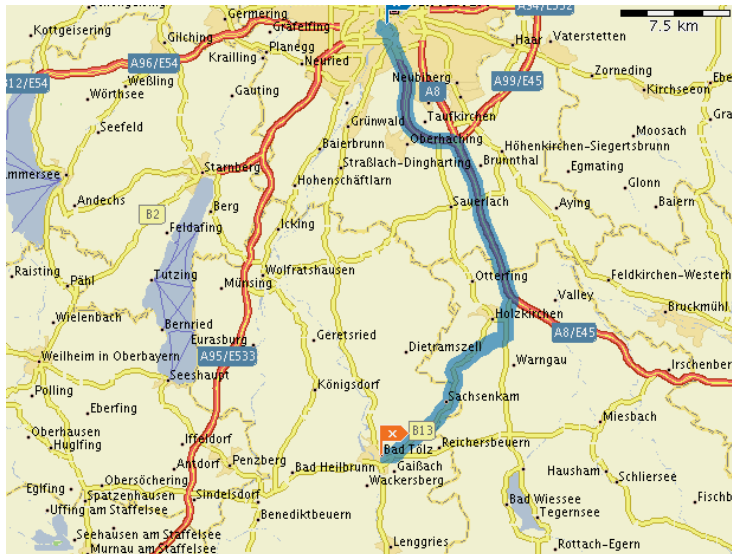 Germering
A94/E552
Kottgeisering
Gilching
Gräfelfing
7.5 km
Planegg
Haar
Vaterstetten
A96/E54
Krailling
Neuried
Weßling
Neubiberg
A99/E45
Zorneding
E12/E54
Wörthsee
Gauting
A8
Kirchseeon
Taufkirchen
Seefeld
Grünwald
Moosach
Baierbrunn
Oberhaching
Höhenkirchen-Siegertsbrunn
Starnberg
Straßlach-Dingharting
Brunnthal
Egmating
Ammersee
Hohenschäftlarn
Glonn
Andechs
Berg
Sauerlach
Aying
Baiern
B2
Feldafing
Icking
Raisting
Pähl
Tutzing
Münsing
Wolfratshausen
Otterfing
Feldkirchen-Westerh
Valley
Bruckmühl
Wielenbach
Bernried
Holzkirchen
Eurasburg
Geretsried
A8/E45
Weilheim in Oberbayern
A95/E533
Dietramszell
Warngau
Irschenber
Seeshaupt
Polling
Königsdorf
Eberfing
Sachsenkam
Miesbach
Oberhausen
Huglfing
Iffeldorf
B13
Reichersbeuern
Antdorf
Penzberg
Bad Heilbrunn
Bad Tölz
Gaißach
Wackersberg
Hausham
Schliersee
Eglfing
Obersöchering
Spatzenhausen
Sindelsdorf
Bad Wiessee
Fischb
Uffing am Staffelsee
Benediktbeuern
Tegernsee
Seehausen am Staffelsee
Murnau am Staffelsee
Lenggries
Rottach-Egern